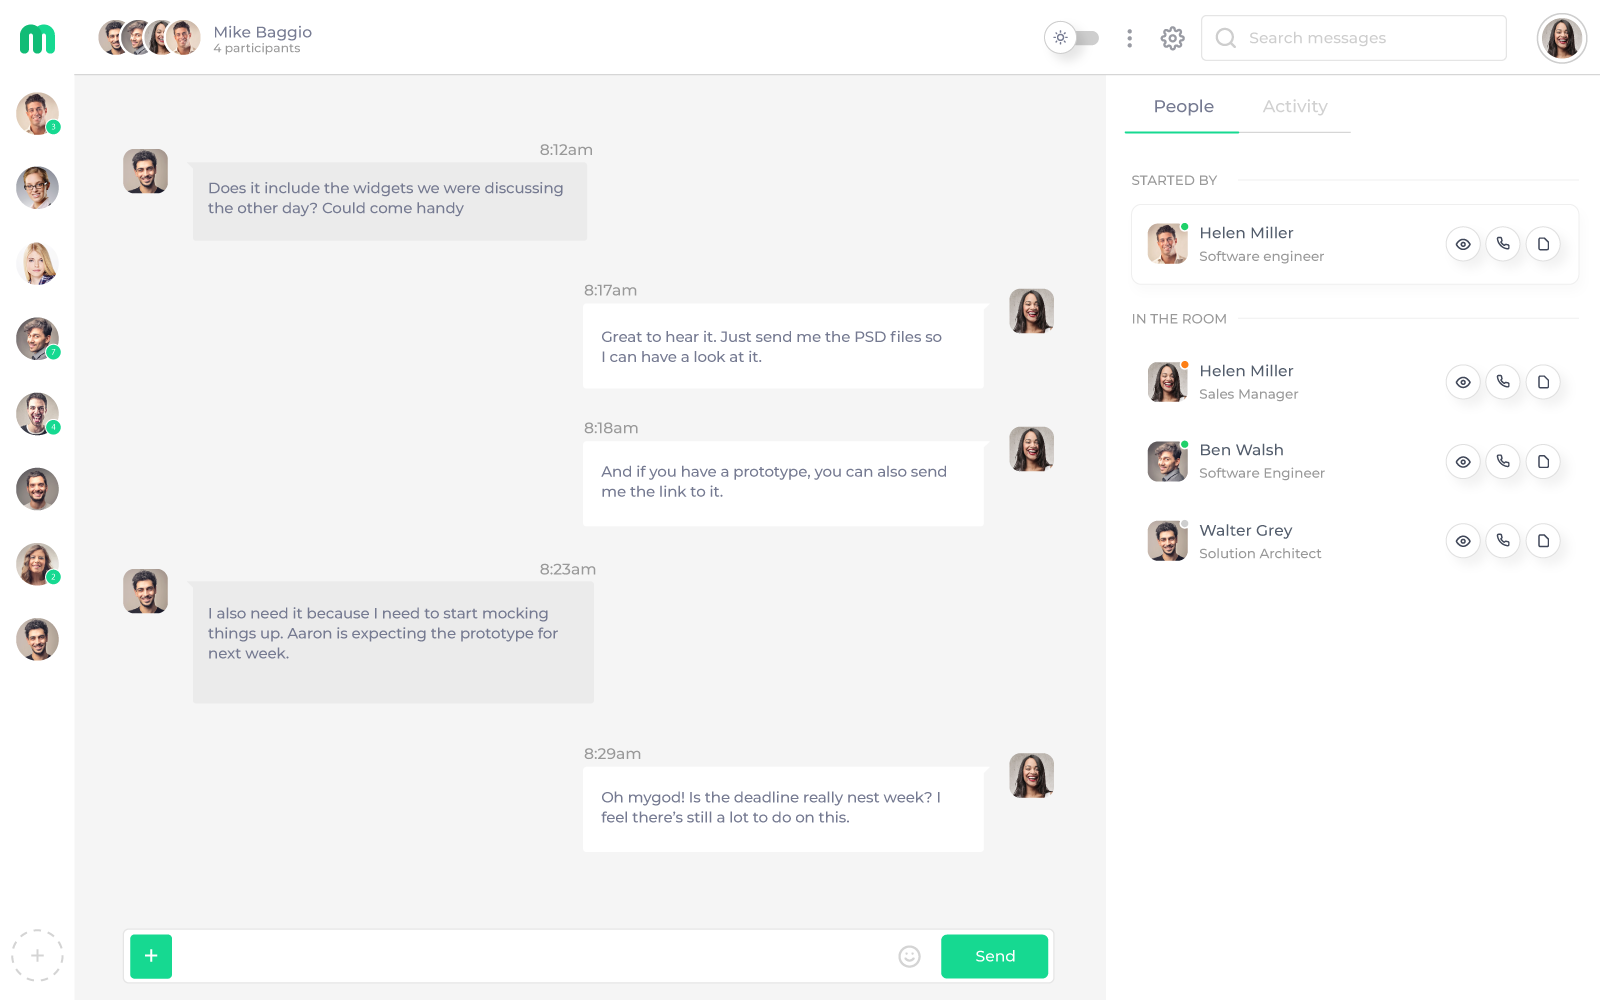 m
Mike Baggio
4 participants
Search messages
3
7
4
2
+
8:12am
Does it include the widgets we were discussing
the other day? Could come handy
8:17am
Great to hear it. Just send me the PSD files so
I can have a look at it.
8:18am
And if you have a prototype, you can also send
me the link to it.
8:23am
I also need it because I need to start mocking
things up. Aaron is expecting the prototype for
next week.
8:29am
Oh mygod! Is the deadline really nest week? I
feel there’s still a lot to do on this.
+
Send
People
Activity
STARTED BY
Helen Miller
Software engineer
IN THE ROOM
Helen Miller
Sales Manager
Ben Walsh
Software Engineer
Walter Grey
Solution Architect